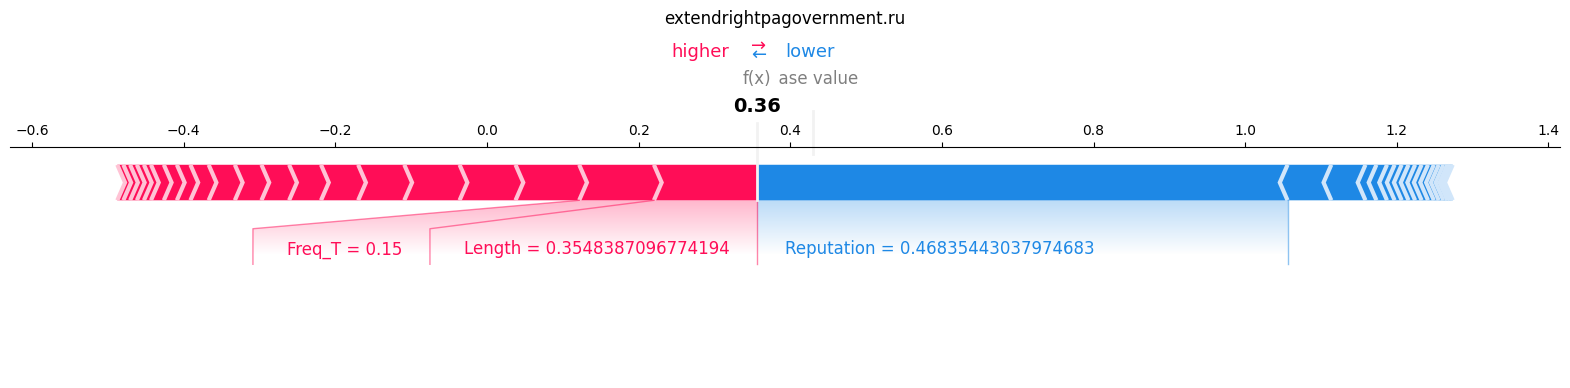 extendrightpagovernment.ru
higher ⇄ lower
f(x) ase value
0.36
−0.6 −0.4 −0.2 0.0 0.2 0.4 0.6 0.8 1.0 1.2 1.4
Freq_T = 0.15 Length = 0.3548387096774194 Reputation = 0.46835443037974683